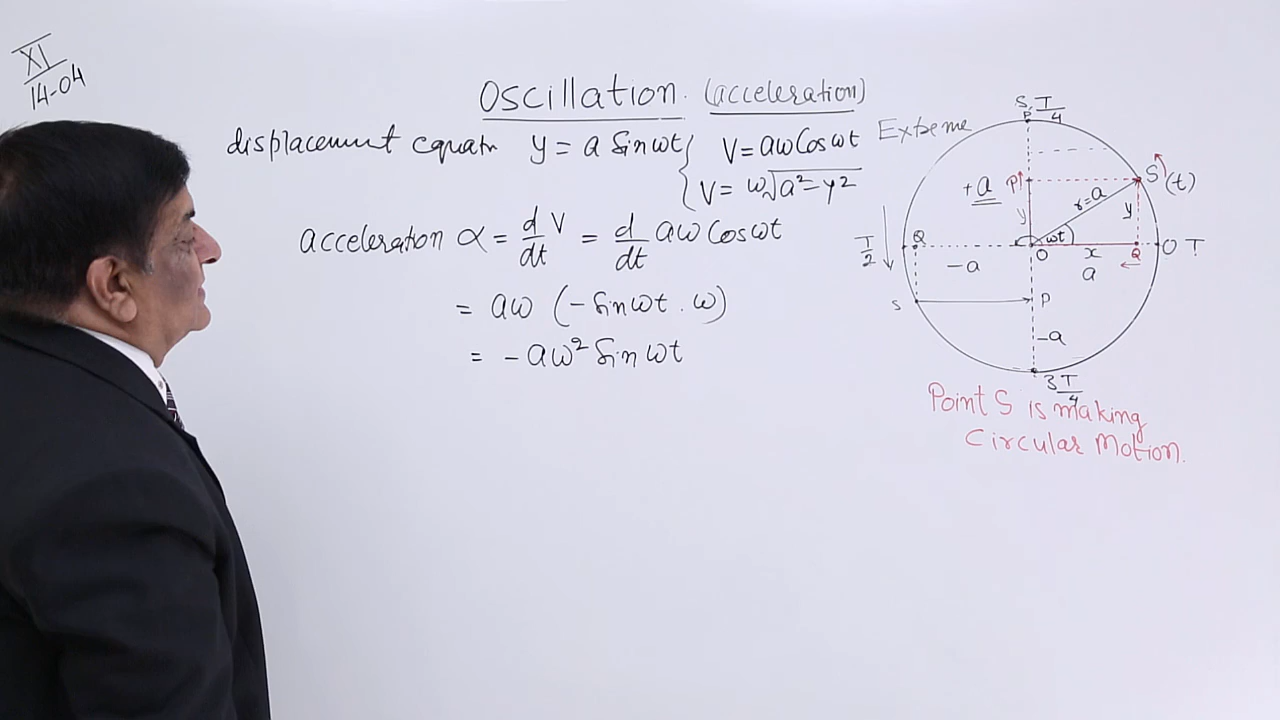 XI
14-04
Oscillation. (acceleration)
displacement equatn y = a Sin ωt { V = aω Cos ωt
V = ω√a²-y²
acceleration α = d/dt V = d/dt aω Cos ωt
= aω (- Sin ωt . ω)
= - aω² Sin ωt
Extreme
S, T/4
P
P
+a
S (t)
r=a
y
y
Q
T/2
-a
O
ωt
x
a
Q
O T
S
P
-a
3T/4
Point S is making
Circular Motion.